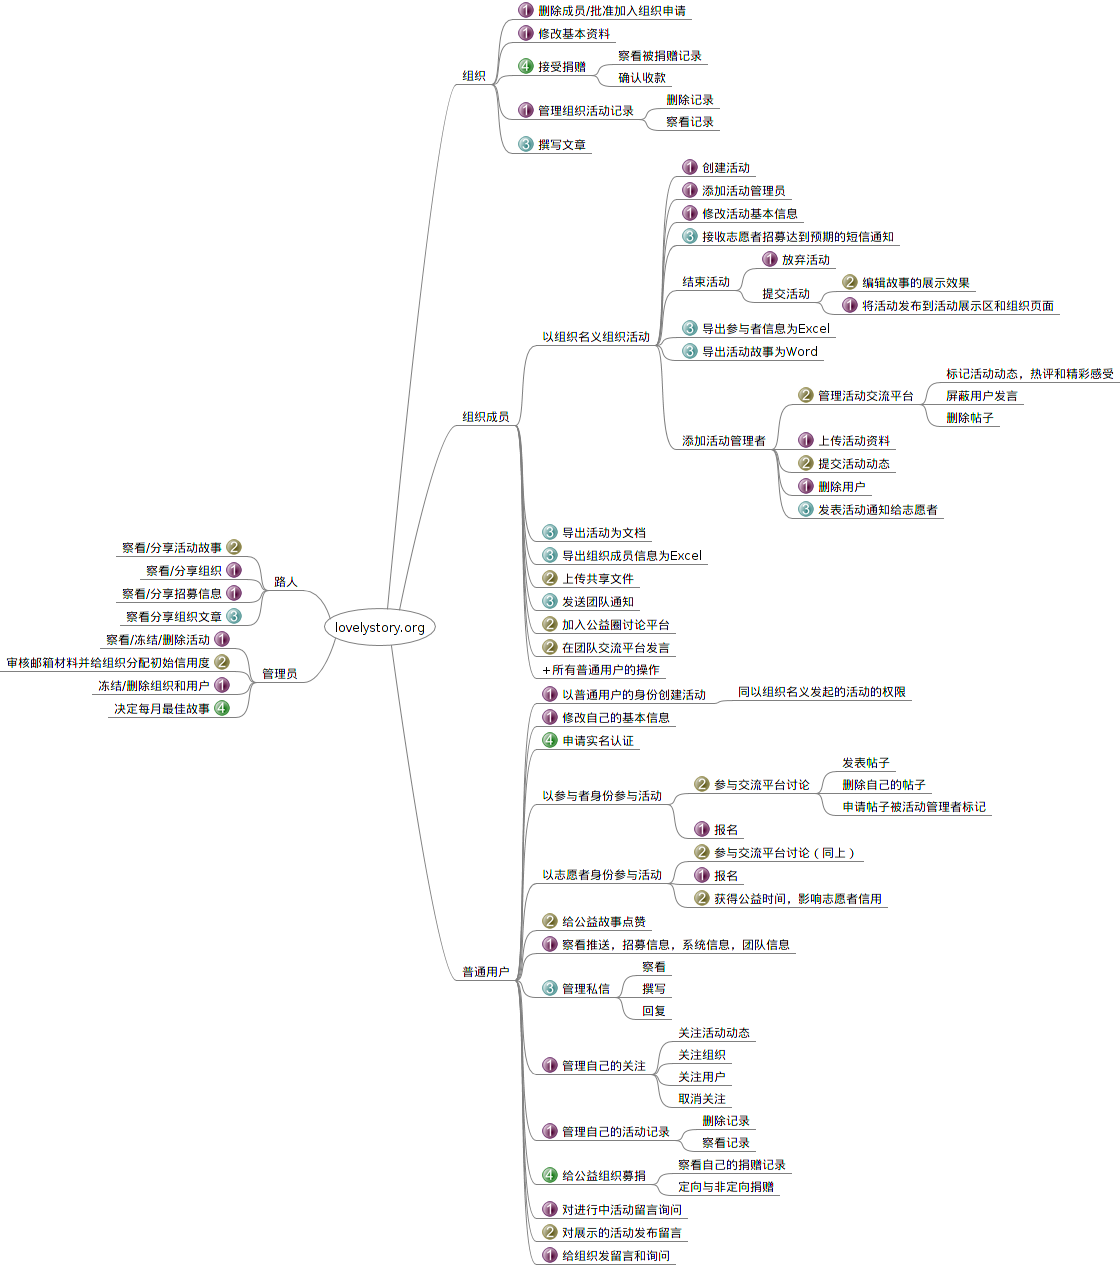 lovelystory.org
组织
1 删除成员/批准加入组织申请
1 修改基本资料
4 接受捐赠
察看被捐赠记录
确认收款
1 管理组织活动记录
删除记录
察看记录
3 撰写文章
组织成员
以组织名义组织活动
1 创建活动
1 添加活动管理员
1 修改活动基本信息
3 接收志愿者招募达到预期的短信通知
结束活动
1 放弃活动
提交活动
2 编辑故事的展示效果
1 将活动发布到活动展示区和组织页面
3 导出参与者信息为Excel
3 导出活动故事为Word
添加活动管理者
2 管理活动交流平台
标记活动动态，热评和精彩感受
屏蔽用户发言
删除帖子
1 上传活动资料
2 提交活动动态
1 删除用户
3 发表活动通知给志愿者
3 导出活动为文档
3 导出组织成员信息为Excel
2 上传共享文件
3 发送团队通知
2 加入公益圈讨论平台
2 在团队交流平台发言
+所有普通用户的操作
普通用户
1 以普通用户的身份创建活动
同以组织名义发起的活动的权限
1 修改自己的基本信息
4 申请实名认证
以参与者身份参与活动
2 参与交流平台讨论
发表帖子
删除自己的帖子
申请帖子被活动管理者标记
1 报名
以志愿者身份参与活动
2 参与交流平台讨论（同上）
1 报名
2 获得公益时间，影响志愿者信用
2 给公益故事点赞
1 察看推送，招募信息，系统信息，团队信息
3 管理私信
察看
撰写
回复
1 管理自己的关注
关注活动动态
关注组织
关注用户
取消关注
1 管理自己的活动记录
删除记录
察看记录
4 给公益组织募捐
察看自己的捐赠记录
定向与非定向捐赠
1 对进行中活动留言询问
2 对展示的活动发布留言
1 给组织发留言和询问
路人
察看/分享活动故事 2
察看/分享组织 1
察看/分享招募信息 1
察看分享组织文章 3
管理员
察看/冻结/删除活动 1
审核邮箱材料并给组织分配初始信用度 2
冻结/删除组织和用户 1
决定每月最佳故事 4